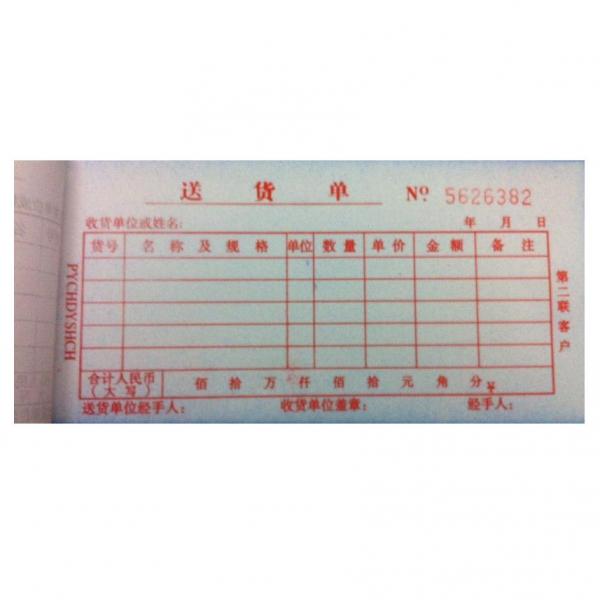 送货单 № 5626382
收货单位或姓名: 年 月 日
货号 名称及规格 单位 数量 单价 金额 备注
合计人民币(大写) 佰 拾 万 仟 佰 拾 元 角 分 ¥
送货单位经手人: 收货单位盖章: 经手人:
PYCHDYSHCH
第二联客户